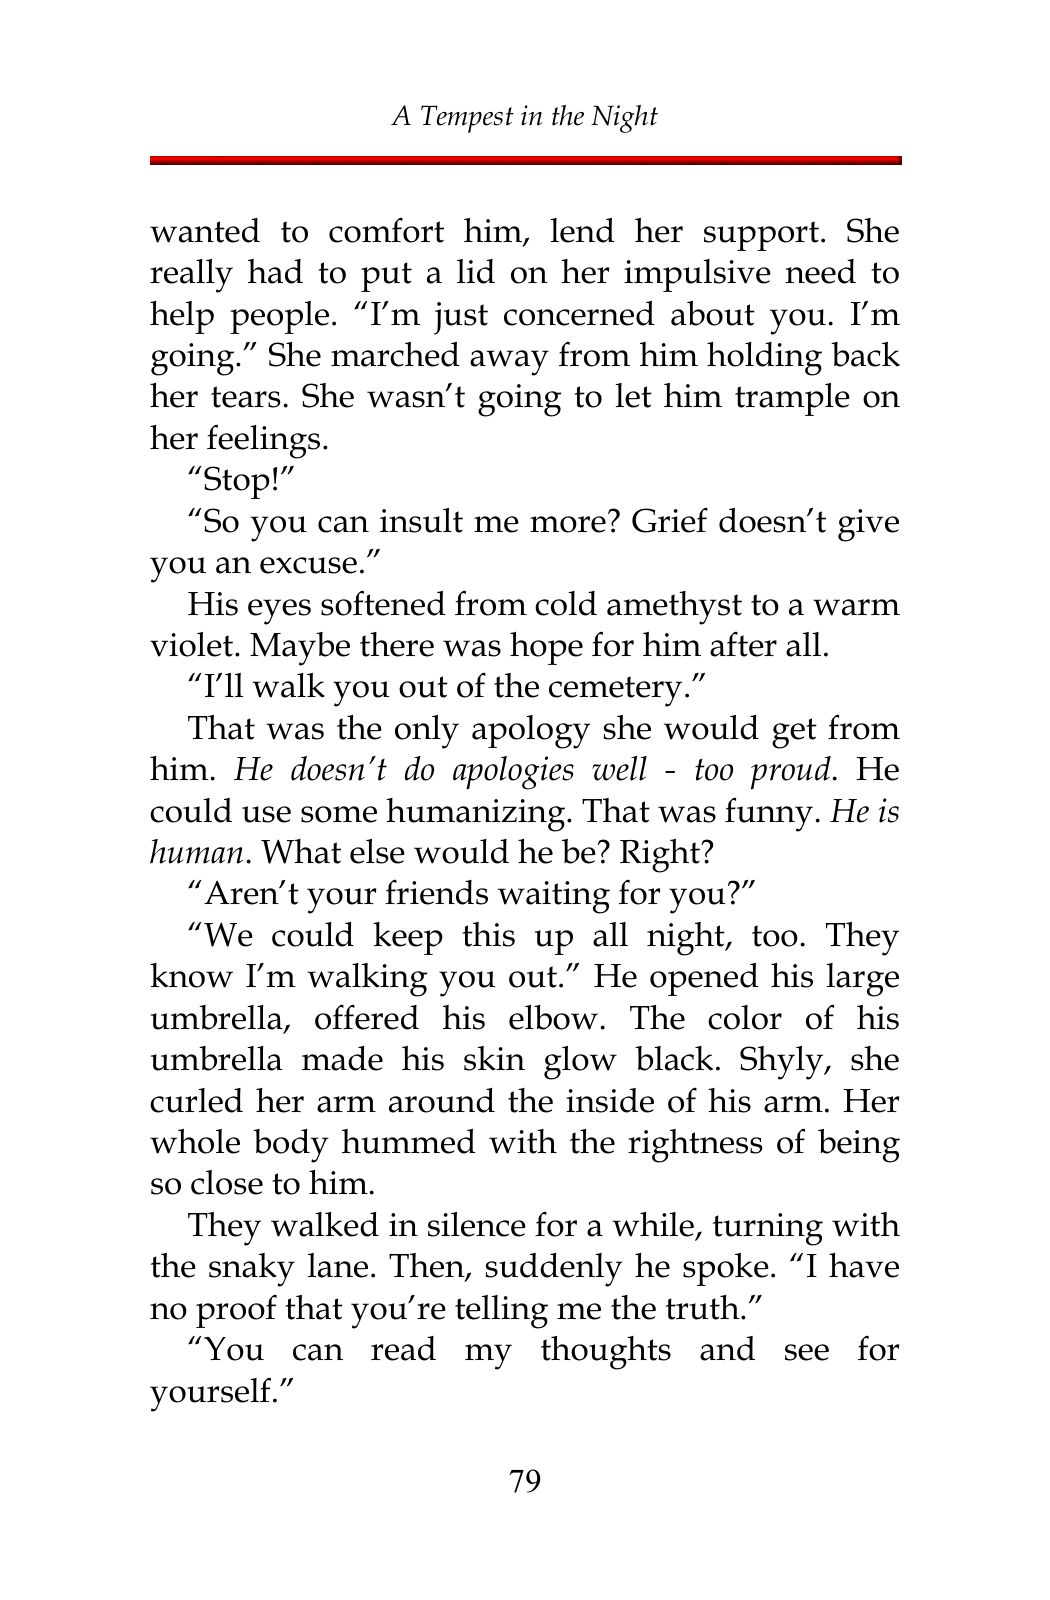 A Tempest in the Night
wanted to comfort him, lend her support. She
really had to put a lid on her impulsive need to
help people. “I’m just concerned about you. I’m
going.” She marched away from him holding back
her tears. She wasn’t going to let him trample on
her feelings.
“Stop!”
“So you can insult me more? Grief doesn’t give
you an excuse.”
His eyes softened from cold amethyst to a warm
violet. Maybe there was hope for him after all.
“I’ll walk you out of the cemetery.”
That was the only apology she would get from
him. He doesn’t do apologies well - too proud. He
could use some humanizing. That was funny. He is
human. What else would he be? Right?
“Aren’t your friends waiting for you?”
“We could keep this up all night, too. They
know I’m walking you out.” He opened his large
umbrella, offered his elbow. The color of his
umbrella made his skin glow black. Shyly, she
curled her arm around the inside of his arm. Her
whole body hummed with the rightness of being
so close to him.
They walked in silence for a while, turning with
the snaky lane. Then, suddenly he spoke. “I have
no proof that you’re telling me the truth.”
“You can read my thoughts and see for
yourself.”
79